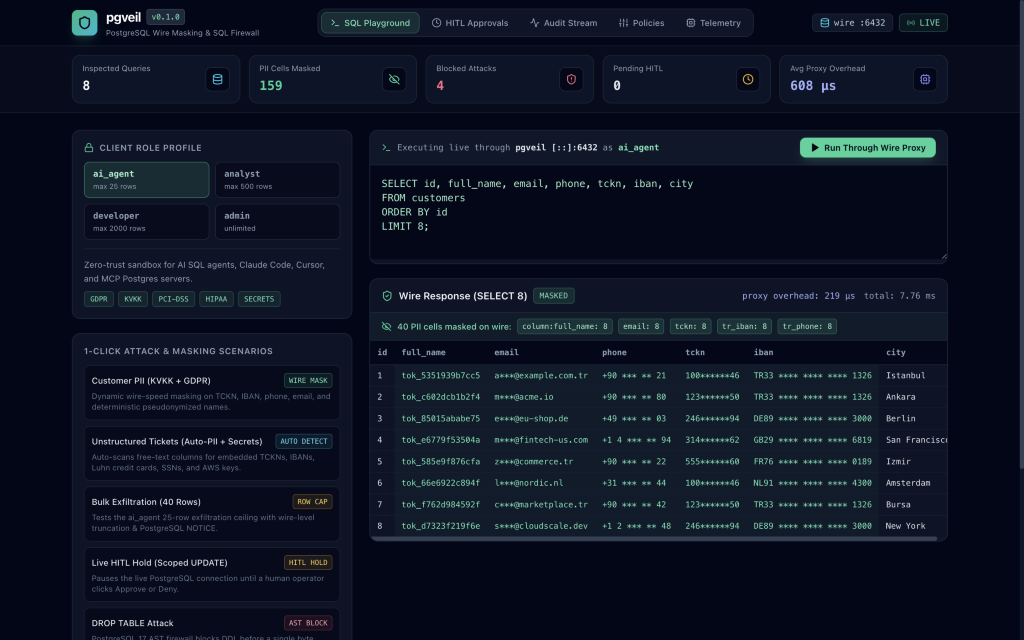 pgveil v0.1.0
PostgreSQL Wire Masking & SQL Firewall
SQL Playground
HITL Approvals
Audit Stream
Policies
Telemetry
wire :6432
LIVE
Inspected Queries
8
PII Cells Masked
159
Blocked Attacks
4
Pending HITL
0
Avg Proxy Overhead
608 µs
CLIENT ROLE PROFILE
ai_agent
max 25 rows
analyst
max 500 rows
developer
max 2000 rows
admin
unlimited
Zero-trust sandbox for AI SQL agents, Claude Code, Cursor,
and MCP Postgres servers.
GDPR KVKK PCI-DSS HIPAA SECRETS
1-CLICK ATTACK & MASKING SCENARIOS
Customer PII (KVKK + GDPR) WIRE MASK
Dynamic wire-speed masking on TCKN, IBAN, phone, email, and
deterministic pseudonymized names.
Unstructured Tickets (Auto-PII + Secrets) AUTO DETECT
Auto-scans free-text columns for embedded TCKNs, IBANs,
Luhn credit cards, SSNs, and AWS keys.
Bulk Exfiltration (40 Rows) ROW CAP
Tests the ai_agent 25-row exfiltration ceiling with wire-level
truncation & PostgreSQL NOTICE.
Live HITL Hold (Scoped UPDATE) HITL HOLD
Pauses the live PostgreSQL connection until a human operator
clicks Approve or Deny.
DROP TABLE Attack AST BLOCK
PostgreSQL 17 AST firewall blocks DDL before a single byte
Executing live through pgveil [::]:6432 as ai_agent
Run Through Wire Proxy
SELECT id, full_name, email, phone, tckn, iban, city
FROM customers
ORDER BY id
LIMIT 8;
Wire Response (SELECT 8) MASKED
proxy overhead: 219 µs total: 7.76 ms
40 PII cells masked on wire: column:full_name: 8 email: 8 tckn: 8 tr_iban: 8 tr_phone: 8
id full_name email phone tckn iban city
1 tok_5351939b7cc5 a***@example.com.tr +90 *** ** 21 100******46 TR33 **** **** **** 1326 Istanbul
2 tok_c602dcb1b2f4 m***@acme.io +90 *** ** 80 123******50 TR33 **** **** **** 1326 Ankara
3 tok_85015ababe75 e***@eu-shop.de +49 *** ** 03 246******94 DE89 **** **** **** 3000 Berlin
4 tok_e6779f53504a m***@fintech-us.com +1 4 *** ** 94 314******62 GB29 **** **** **** 6819 San Francisco
5 tok_585e9f876cfa z***@commerce.tr +90 *** ** 22 555******60 FR76 **** **** **** 0189 Izmir
6 tok_66e6922c894f l***@nordic.nl +31 *** ** 44 100******46 NL91 **** **** **** 4300 Amsterdam
7 tok_f762d984592f c***@marketplace.tr +90 *** ** 42 123******50 TR33 **** **** **** 1326 Bursa
8 tok_d7323f219f6e s***@cloudscale.dev +1 2 *** ** 48 246******94 DE89 **** **** **** 3000 New York